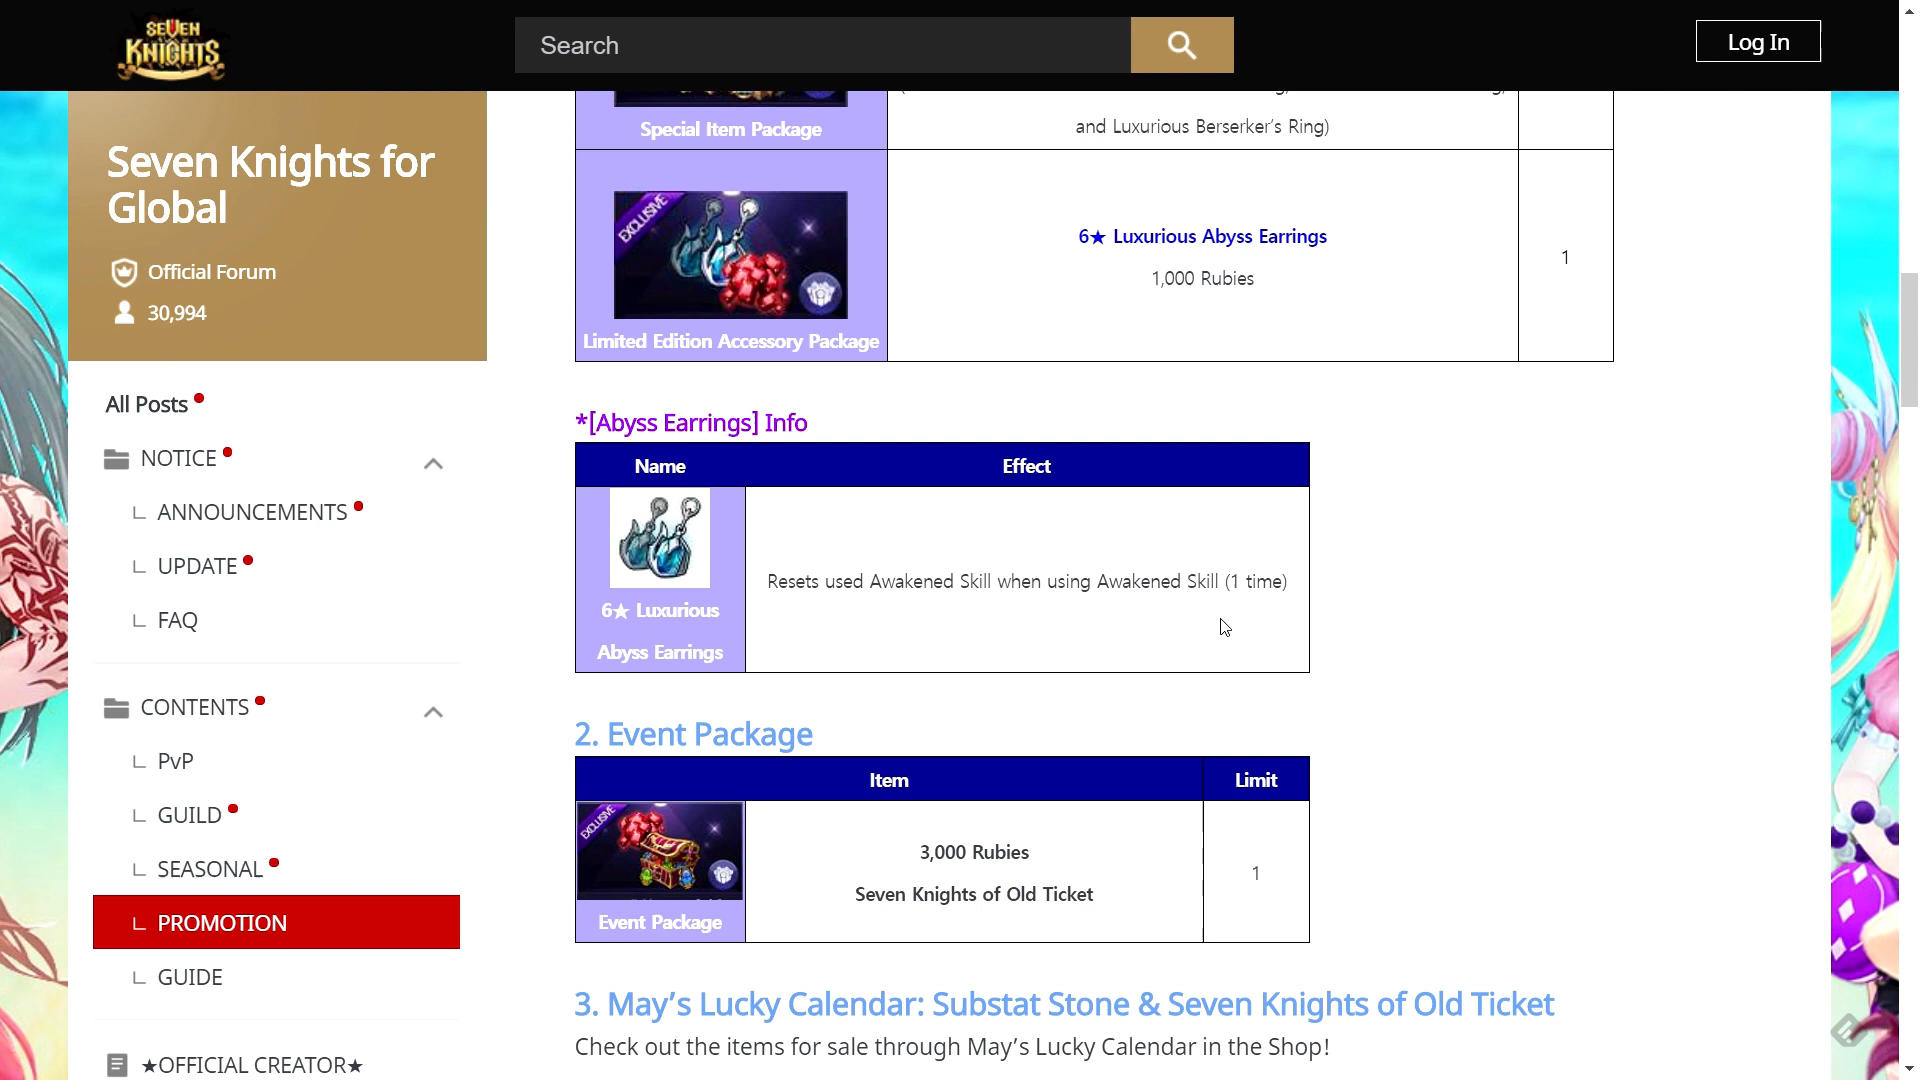 SEVEN
KNIGHTS
Search
Log In
Seven Knights for
Global
Official Forum
30,994
All Posts
NOTICE
ANNOUNCEMENTS
UPDATE
FAQ
CONTENTS
PvP
GUILD
SEASONAL
PROMOTION
GUIDE
★OFFICIAL CREATOR★
Special Item Package
and Luxurious Berserker’s Ring)
EXCLUSIVE
Limited Edition Accessory Package
6★ Luxurious Abyss Earrings
1,000 Rubies
1
*[Abyss Earrings] Info
Name Effect
6★ Luxurious
Abyss Earrings
Resets used Awakened Skill when using Awakened Skill (1 time)
2. Event Package
Item Limit
EXCLUSIVE
Event Package
3,000 Rubies
Seven Knights of Old Ticket
1
3. May’s Lucky Calendar: Substat Stone & Seven Knights of Old Ticket
Check out the items for sale through May’s Lucky Calendar in the Shop!